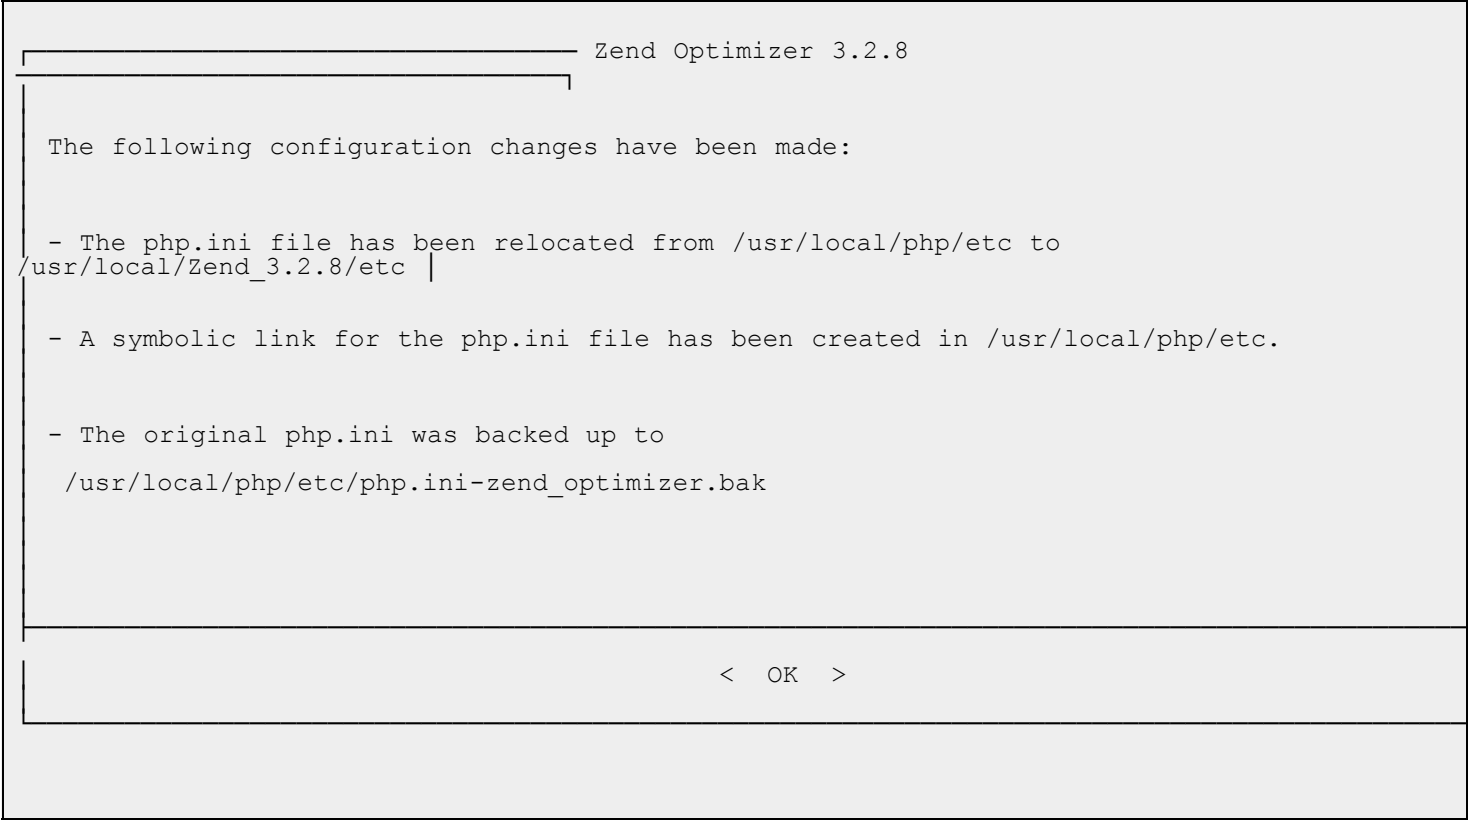 Zend Optimizer 3.2.8
The following configuration changes have been made:
- The php.ini file has been relocated from /usr/local/php/etc to
/usr/local/Zend_3.2.8/etc │
- A symbolic link for the php.ini file has been created in /usr/local/php/etc.
- The original php.ini was backed up to
/usr/local/php/etc/php.ini-zend_optimizer.bak
< OK >